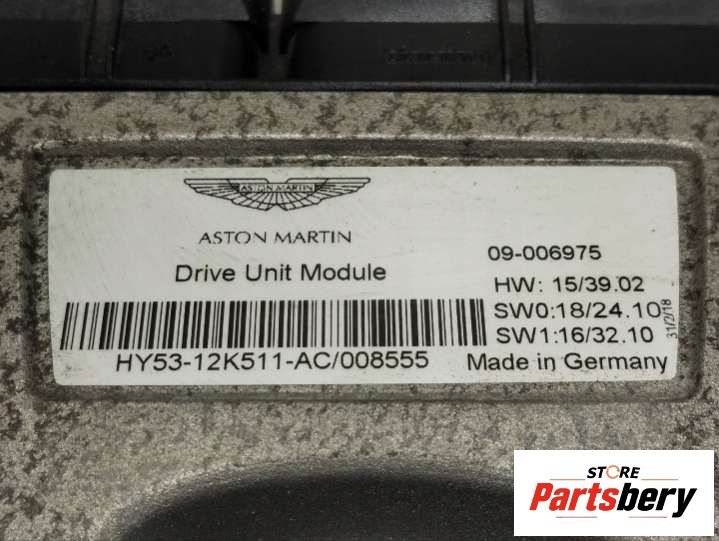 ASTON MARTIN
ASTON MARTIN
Drive Unit Module
09-006975
HW: 15/39.02
SW0:18/24.10
SW1:16/32.10
31/2/18
HY53-12K511-AC/008555
Made in Germany
STORE
Partsbery